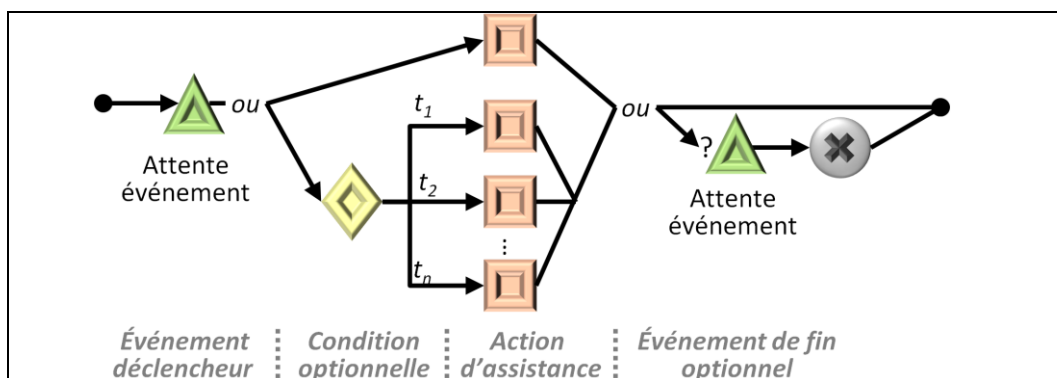 ou
t1
t2
⋮
tn
ou
?
Attente
événement
Attente
événement
Événement
déclencheur
Condition
optionnelle
Action
d'assistance
Événement de fin
optionnel